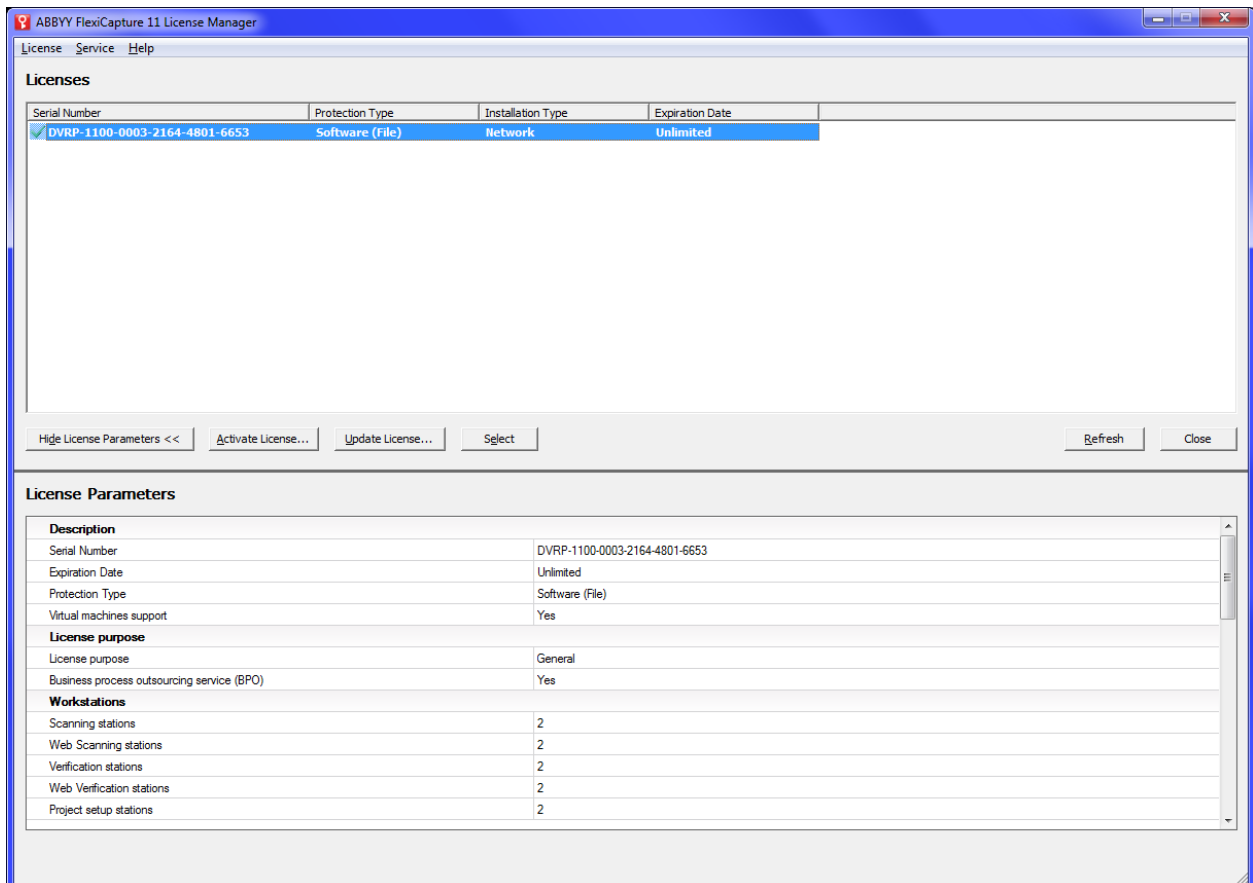 ABBYY FlexiCapture 11 License Manager
License Service Help
Licenses
Serial Number Protection Type Installation Type Expiration Date
DVRP-1100-0003-2164-4801-6653 Software (File) Network Unlimited
Hide License Parameters << Activate License... Update License... Select Refresh Close
License Parameters
Description
Serial Number DVRP-1100-0003-2164-4801-6653
Expiration Date Unlimited
Protection Type Software (File)
Virtual machines support Yes
License purpose
License purpose General
Business process outsourcing service (BPO) Yes
Workstations
Scanning stations 2
Web Scanning stations 2
Verification stations 2
Web Verification stations 2
Project setup stations 2